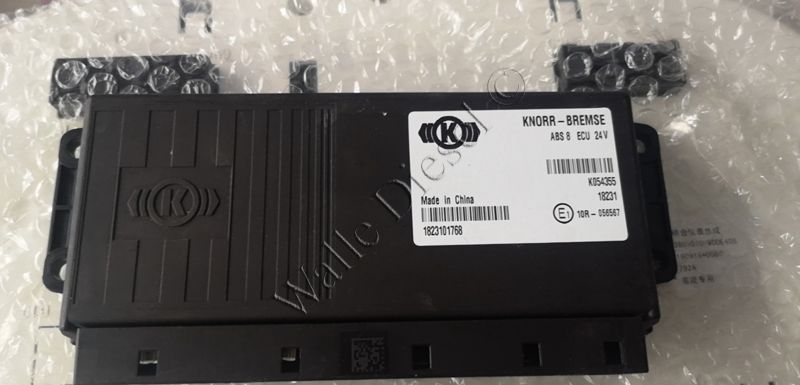 KNORR-BREMSE
ABS 8 ECU 24V
K
K054355
Made in China
18231
E1 10R-056567
1823101768
K
Walle Diesel ©